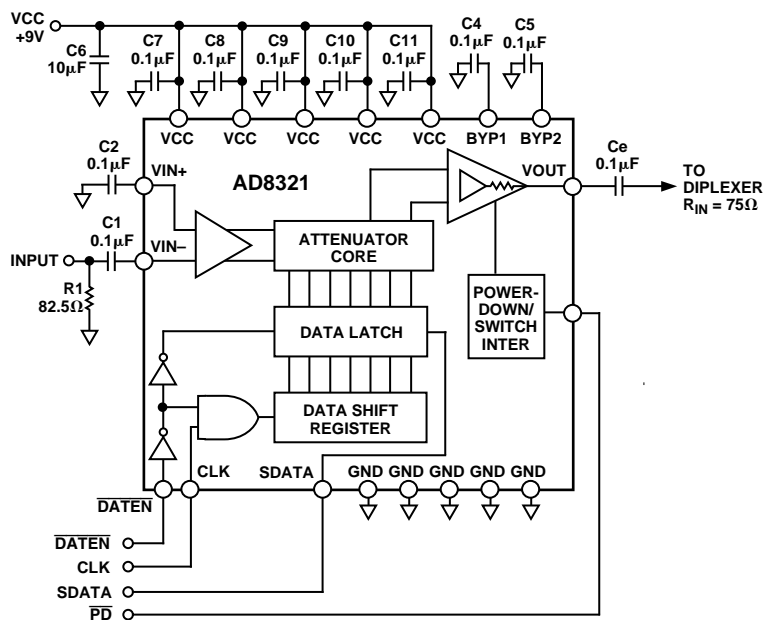 VCC
+9V
C6
10µF
C7
0.1µF
C8
0.1µF
C9
0.1µF
C10
0.1µF
C11
0.1µF
C4
0.1µF
C5
0.1µF
VCC
VCC
VCC
VCC
VCC
BYP1
BYP2
C2
0.1µF
VIN+
AD8321
VOUT
Ce
0.1µF
TO
DIPLEXER
RIN = 75Ω
C1
0.1µF
VIN–
INPUT
R1
82.5Ω
ATTENUATOR
CORE
POWER-
DOWN/
SWITCH
INTER
DATA LATCH
DATA SHIFT
REGISTER
DATEN
CLK
SDATA
GND
GND
GND
GND
GND
DATEN
CLK
SDATA
PD